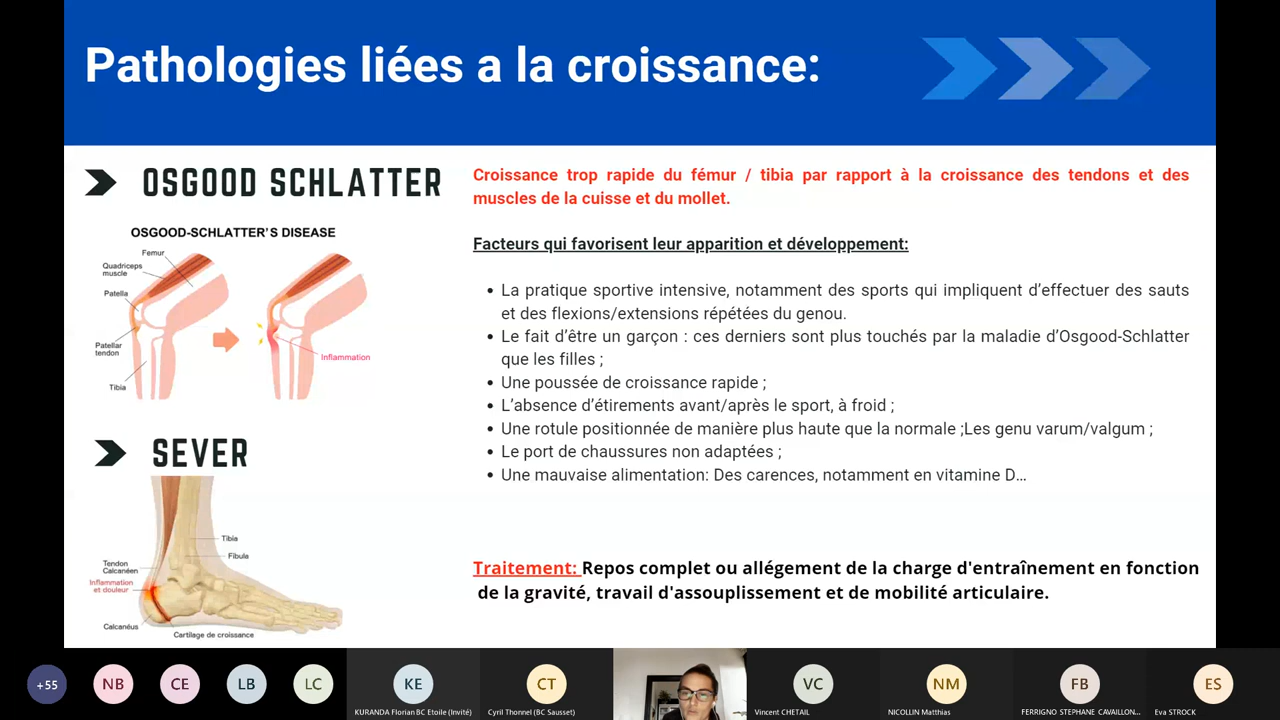 Pathologies liées a la croissance:
OSGOOD SCHLATTER
OSGOOD-SCHLATTER'S DISEASE
Femur
Quadriceps
muscle
Patella
Patellar
tendon
Tibia
Inflammation
SEVER
Tibia
Fibula
Tendon
Calcanéen
Inflammation
et douleur
Calcanéus
Cartilage de croissance
Croissance trop rapide du fémur / tibia par rapport à la croissance des tendons et des
muscles de la cuisse et du mollet.
Facteurs qui favorisent leur apparition et développement:
• La pratique sportive intensive, notamment des sports qui impliquent d'effectuer des sauts
et des flexions/extensions répétées du genou.
• Le fait d'être un garçon : ces derniers sont plus touchés par la maladie d'Osgood-Schlatter
que les filles ;
• Une poussée de croissance rapide ;
• L'absence d'étirements avant/après le sport, à froid ;
• Une rotule positionnée de manière plus haute que la normale ;Les genu varum/valgum ;
• Le port de chaussures non adaptées ;
• Une mauvaise alimentation: Des carences, notamment en vitamine D...
Traitement: Repos complet ou allégement de la charge d'entraînement en fonction
de la gravité, travail d'assouplissement et de mobilité articulaire.
+55
NB
CE
LB
LC
KE
KURANDA Florian BC Etoile (Invité)
CT
Cyril Thonnel (BC Sausset)
VC
Vincent CHETAIL
NM
NICOLLIN Matthias
FB
FERRIGNO STEPHANE CAVAILLON...
ES
Eva STROCK